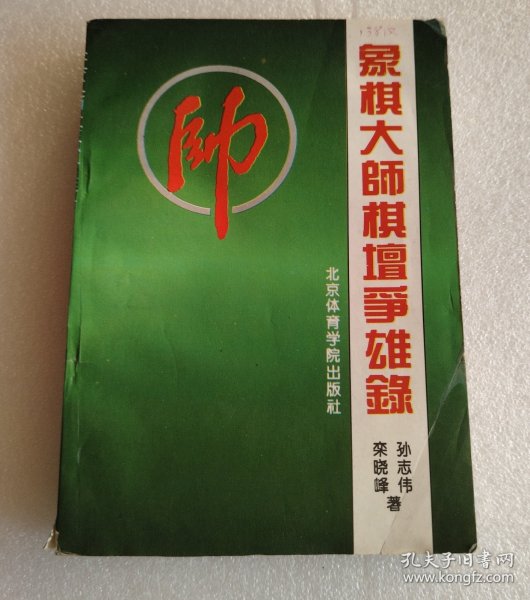 象棋大師棋壇爭雄錄
帥
北京体育学院出版社
孙志伟
栾晓峰
著
孔夫子旧书网
www.kongfz.com